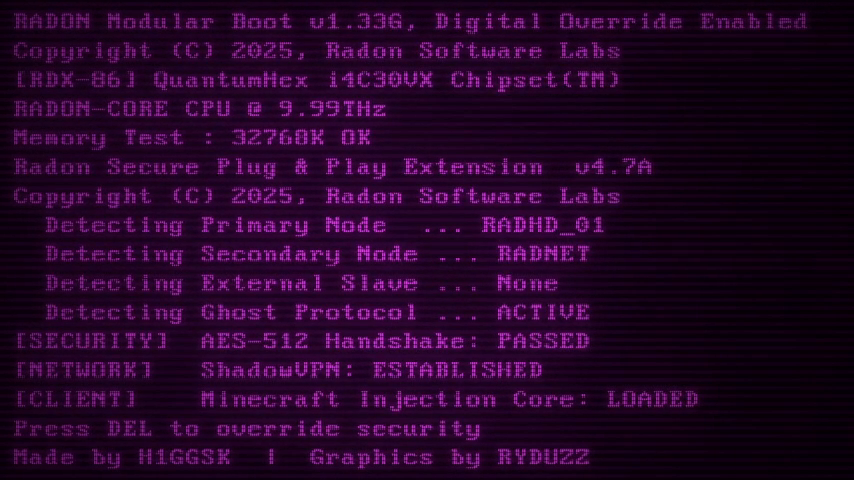 RADON Modular Boot v1.33G, Digital Override Enabled
Copyright (C) 2025, Radon Software Labs
[RDX-86] QuantumHex i4C30VX Chipset(TM)
RADON-CORE CPU @ 9.99THz
Memory Test : 32768K OK
Radon Secure Plug & Play Extension  v4.7A
Copyright (C) 2025, Radon Software Labs
  Detecting Primary Node   ... RADHD_01
  Detecting Secondary Node ... RADNET
  Detecting External Slave ... None
  Detecting Ghost Protocol ... ACTIVE
[SECURITY]  AES-512 Handshake: PASSED
[NETWORK]   ShadowVPN: ESTABLISHED
[CLIENT]    Minecraft Injection Core: LOADED
Press DEL to override security
Made by H1GGSK  |  Graphics by RYDUZZ